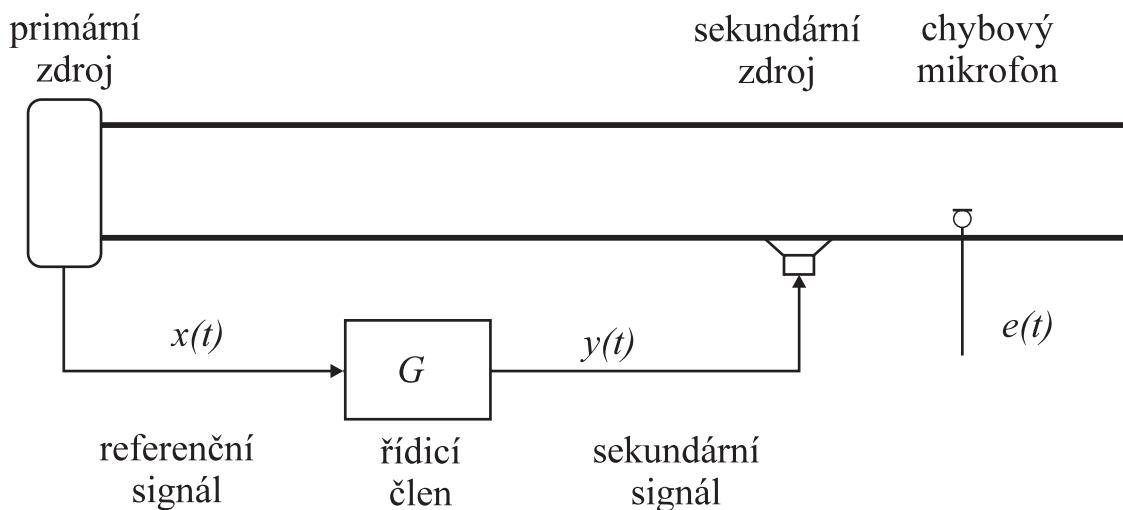 primární
zdroj
sekundární
zdroj
chybový
mikrofon
x(t)
G
y(t)
e(t)
referenční
signál
řídicí
člen
sekundární
signál